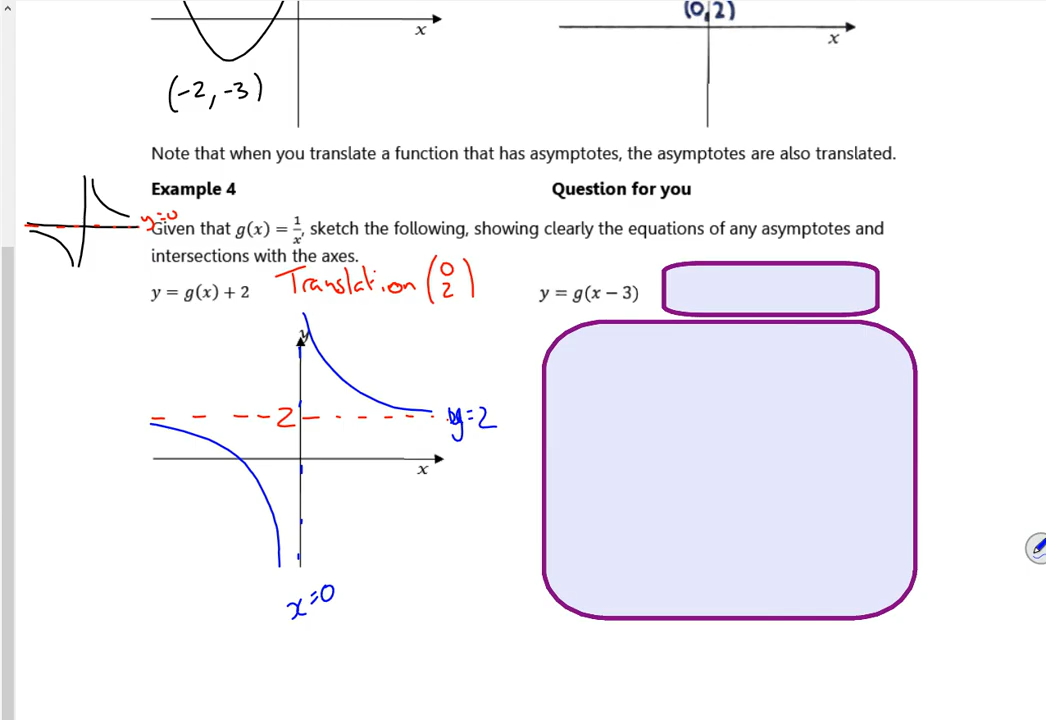 (0,2)
x
x
(-2, -3)
Note that when you translate a function that has asymptotes, the asymptotes are also translated.
Example 4
Question for you
y=0
Given that g(x) = 1/x, sketch the following, showing clearly the equations of any asymptotes and
intersections with the axes.
Translation (0 2)
y = g(x) + 2
y = g(x − 3)
y
2
y=2
x
x=0